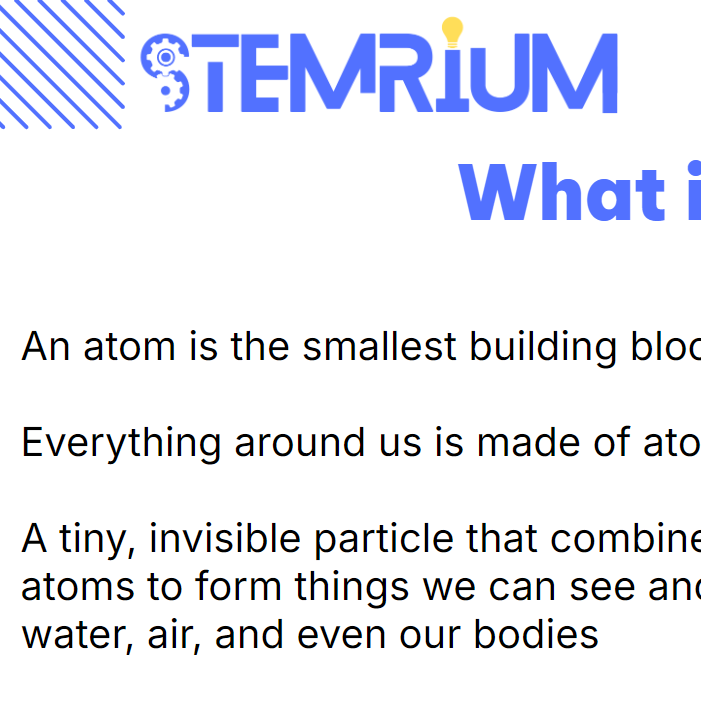 STEMRIUM
What i
An atom is the smallest building bloc
Everything around us is made of ato
A tiny, invisible particle that combine
atoms to form things we can see and
water, air, and even our bodies